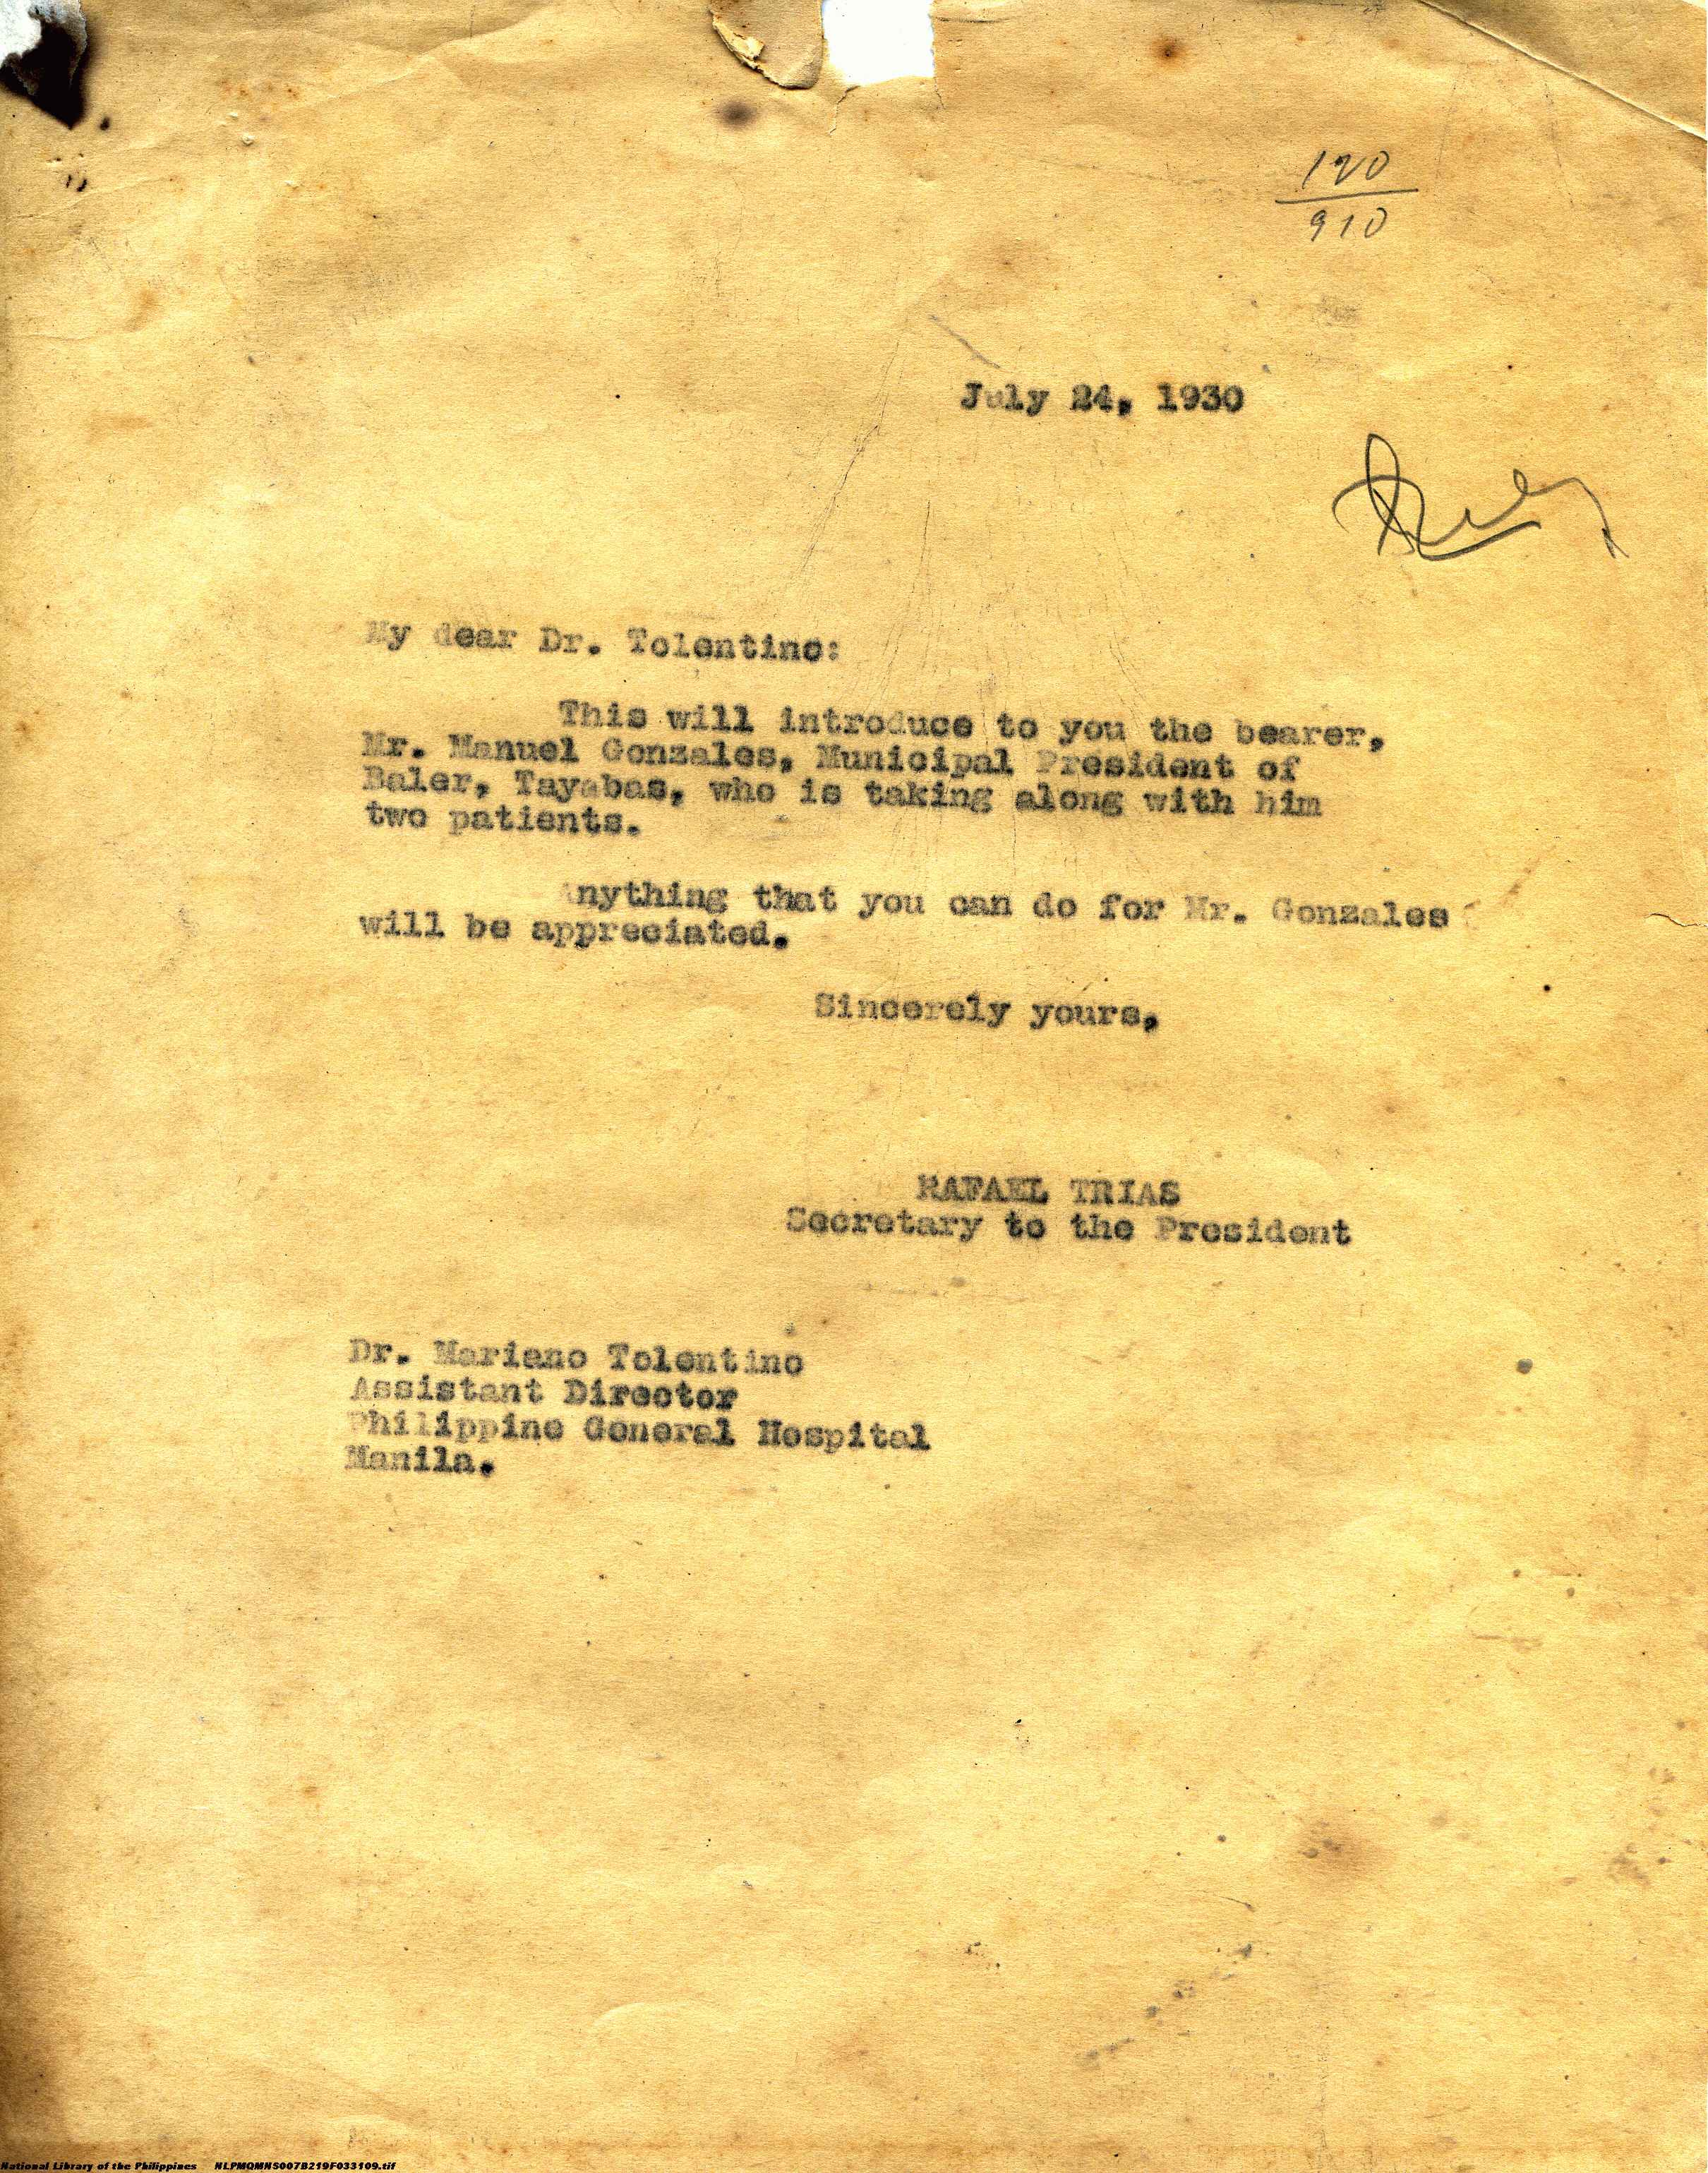 120
910
July 24, 1930
My dear Dr. Tolentino:
This will introduce to you the bearer,
Mr. Manuel Gonzales, Municipal President of
Baler, Tayabas, who is taking along with him
two patients.
Anything that you can do for Mr. Gonzales
will be appreciated.
Sincerely yours,
RAFAEL TRIAS
Secretary to the President
Dr. Mariano Tolentino
Assistant Director
Philippine General Hospital
Manila.
National Library of the Philippines NLPMQMNS007B219F033109.tif